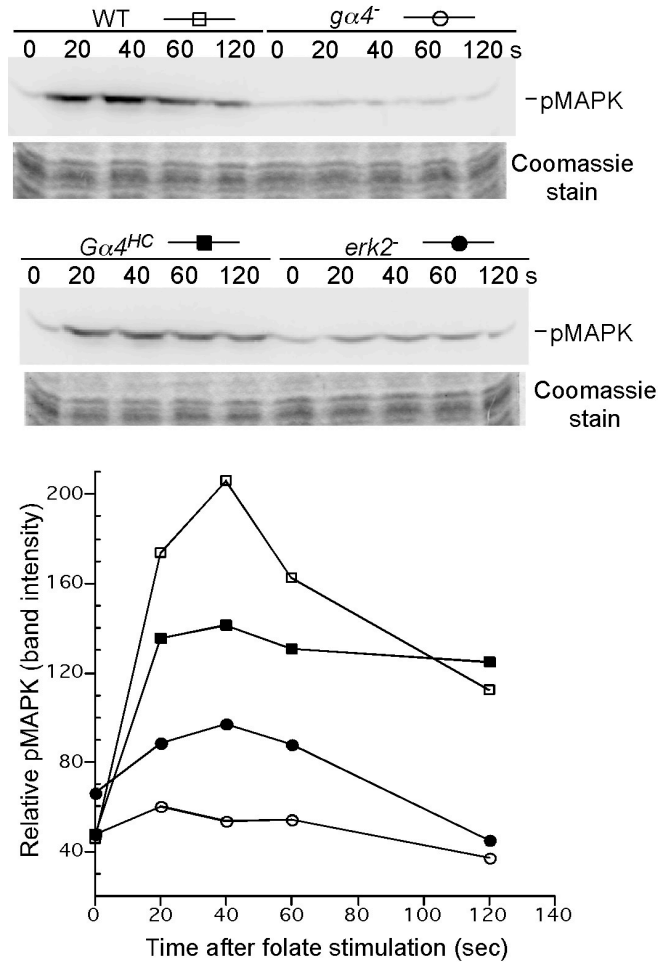 WT gα4-
0 20 40 60 120 0 20 40 60 120 s
-pMAPK
Coomassie
stain
Gα4HC erk2-
0 20 40 60 120 0 20 40 60 120 s
-pMAPK
Coomassie
stain
Relative pMAPK (band intensity)
200
160
120
80
40
0 20 40 60 80 100 120 140
Time after folate stimulation (sec)